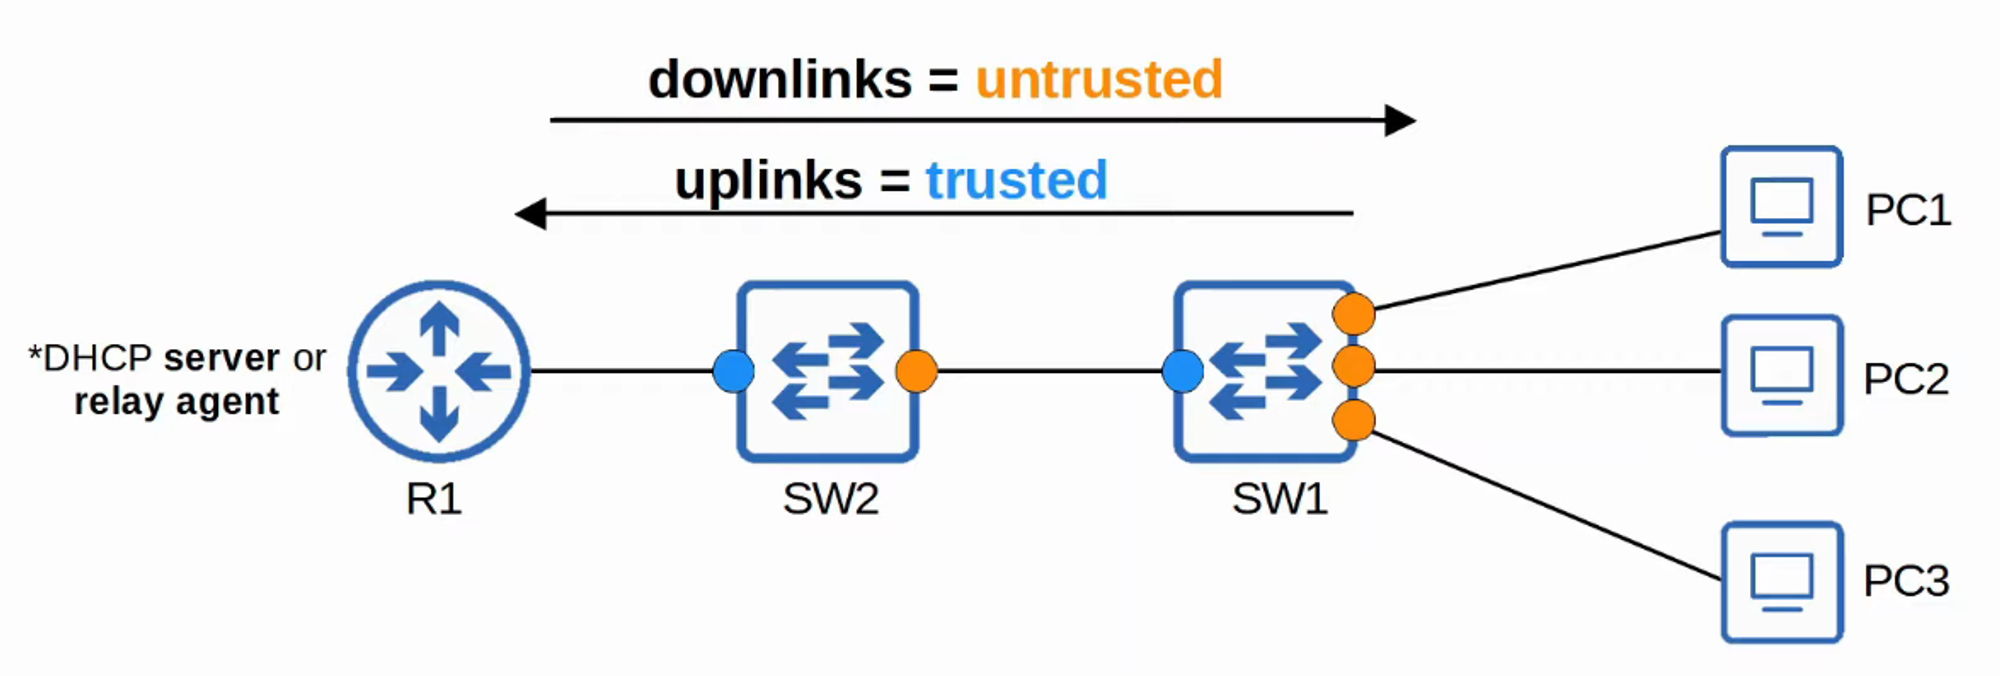 downlinks = untrusted
uplinks = trusted
PC1
*DHCP server or
relay agent
PC2
R1
SW2
SW1
PC3